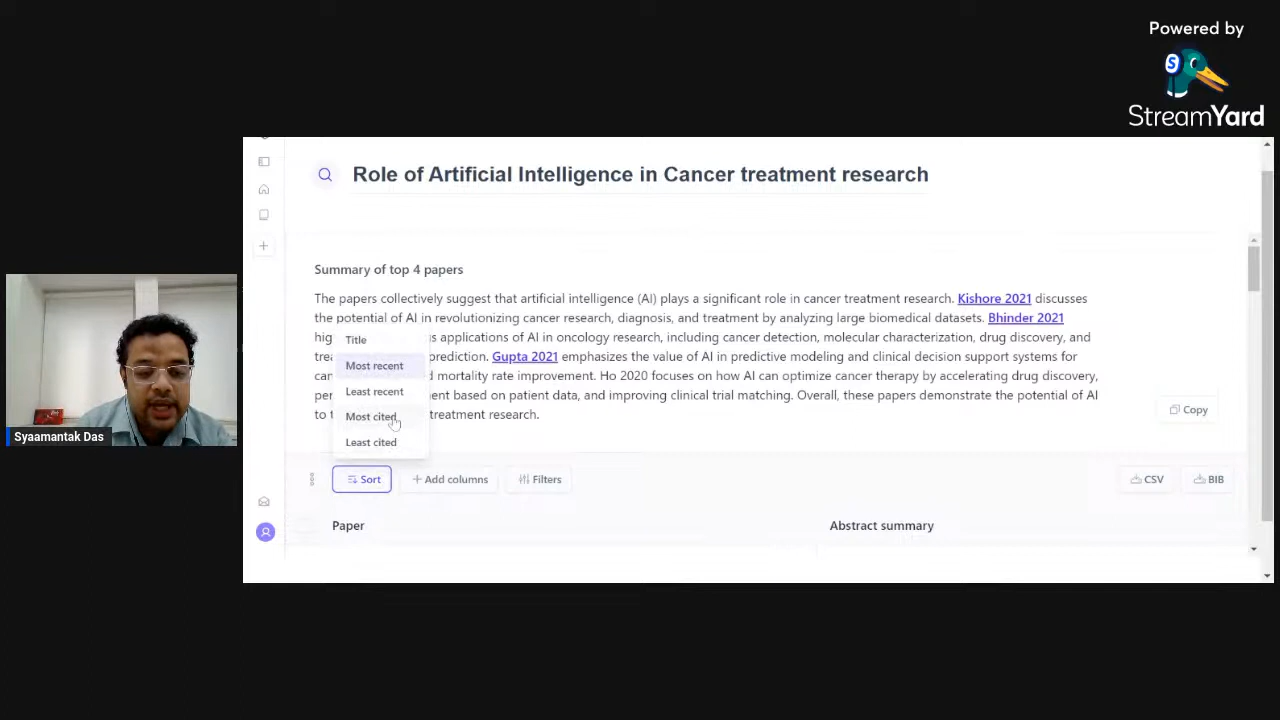 Powered by
StreamYard
Role of Artificial Intelligence in Cancer treatment research
Summary of top 4 papers
The papers collectively suggest that artificial intelligence (AI) plays a significant role in cancer treatment research. Kishore 2021 discusses
the potential of AI in revolutionizing cancer research, diagnosis, and treatment by analyzing large biomedical datasets. Bhinder 2021
hig s applications of AI in oncology research, including cancer detection, molecular characterization, drug discovery, and
trea prediction. Gupta 2021 emphasizes the value of AI in predictive modeling and clinical decision support systems for
can d mortality rate improvement. Ho 2020 focuses on how AI can optimize cancer therapy by accelerating drug discovery,
per ment based on patient data, and improving clinical trial matching. Overall, these papers demonstrate the potential of AI
to t treatment research.
Title
Most recent
Least recent
Most cited
Least cited
Copy
Sort
Add columns
Filters
CSV
BIB
Paper
Abstract summary
Syaamantak Das